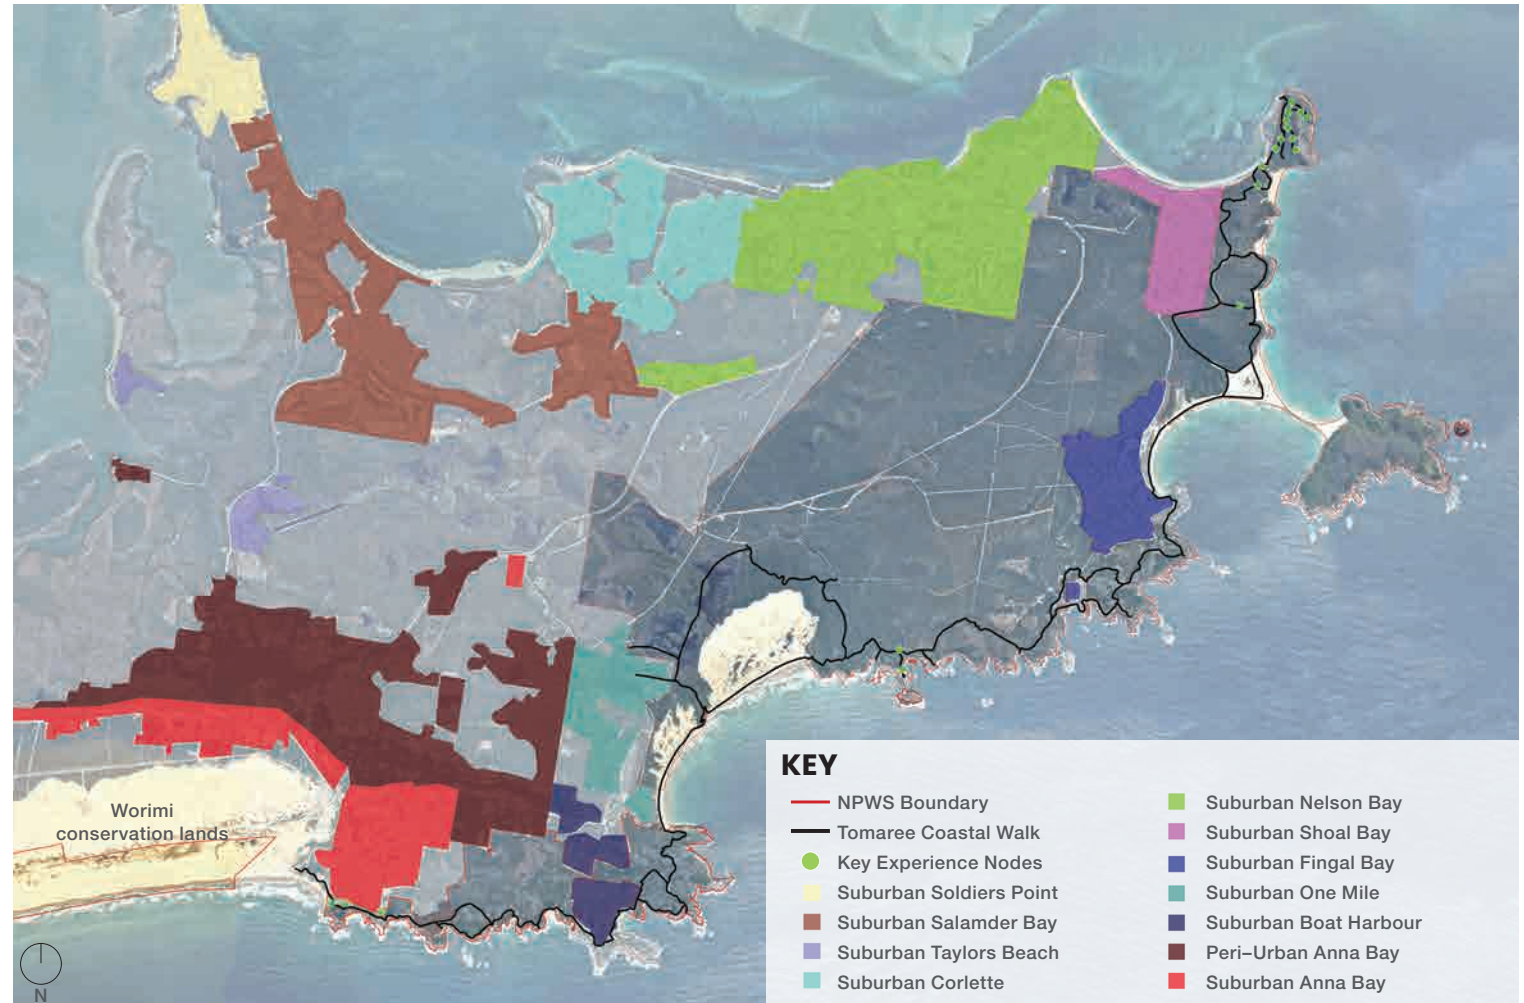 Worimi
conservation lands
N
KEY
NPWS Boundary
Tomaree Coastal Walk
Key Experience Nodes
Suburban Soldiers Point
Suburban Salamder Bay
Suburban Taylors Beach
Suburban Corlette
Suburban Nelson Bay
Suburban Shoal Bay
Suburban Fingal Bay
Suburban One Mile
Suburban Boat Harbour
Peri–Urban Anna Bay
Suburban Anna Bay